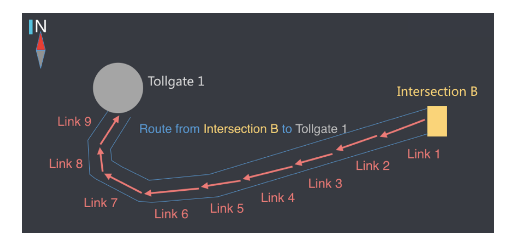 N
Tollgate 1
Intersection B
Link 9
Route from Intersection B to Tollgate 1
Link 1
Link 8
Link 2
Link 3
Link 4
Link 7
Link 5
Link 6